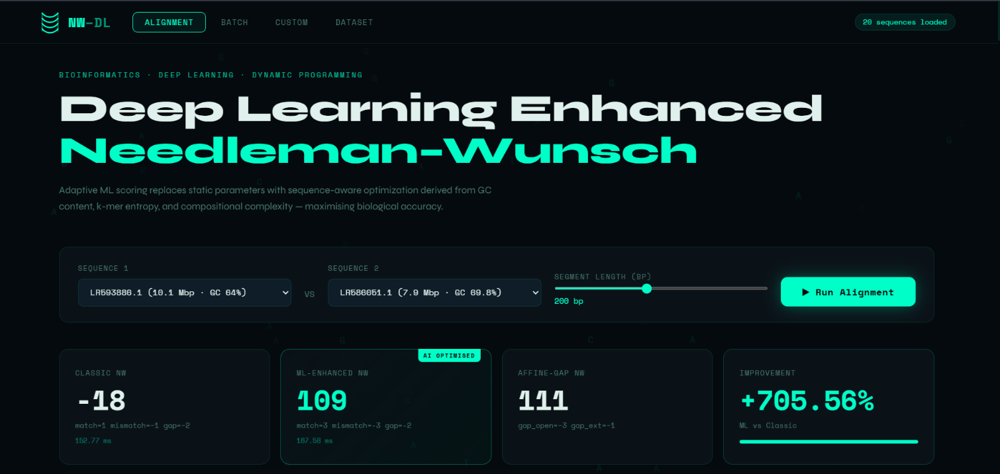 NW-DL ALIGNMENT BATCH CUSTOM DATASET 20 sequences loaded
BIOINFORMATICS · DEEP LEARNING · DYNAMIC PROGRAMMING
Deep Learning Enhanced
Needleman-Wunsch
Adaptive ML scoring replaces static parameters with sequence-aware optimization derived from GC
content, k-mer entropy, and compositional complexity — maximising biological accuracy.
SEQUENCE 1
LR593886.1 (10.1 Mbp · GC 64%)
VS
SEQUENCE 2
LR586051.1 (7.9 Mbp · GC 69.8%)
SEGMENT LENGTH (BP)
200 bp
▶ Run Alignment
CLASSIC NW
-18
match=1 mismatch=-1 gap=-2
152.77 ms
AI OPTIMISED
ML-ENHANCED NW
109
match=3 mismatch=-3 gap=-2
167.58 ms
AFFINE-GAP NW
111
gap_open=-3 gap_ext=-1
IMPROVEMENT
+705.56%
ML vs Classic